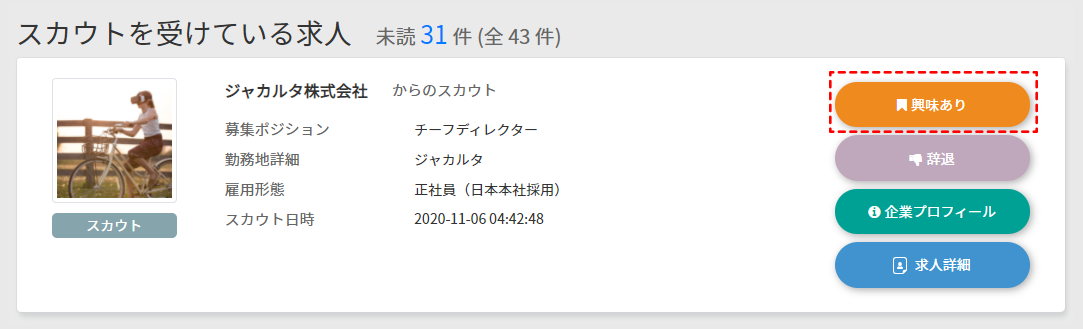 スカウトを受けている求人 未読 31 件 (全 43 件)
ジャカルタ株式会社 からのスカウト
募集ポジション チーフディレクター
勤務地詳細 ジャカルタ
雇用形態 正社員（日本本社採用）
スカウト日時 2020-11-06 04:42:48
スカウト
興味あり
辞退
企業プロフィール
求人詳細